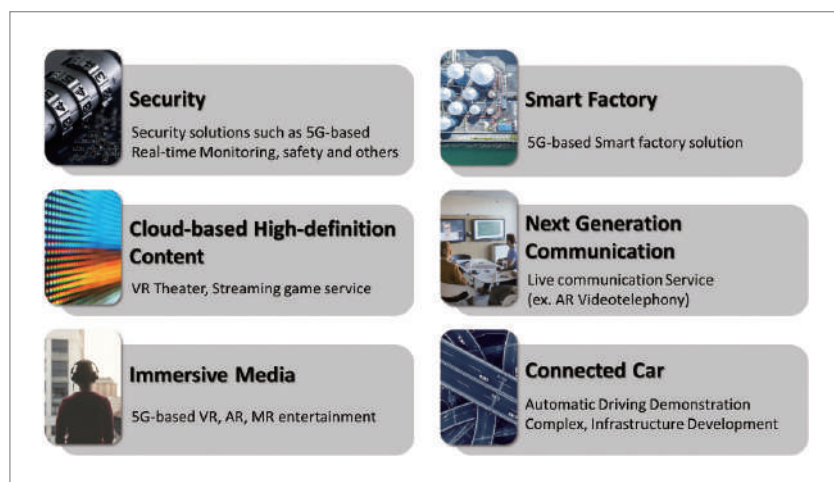 Security
Security solutions such as 5G-based
Real-time Monitoring, safety and others
Smart Factory
5G-based Smart factory solution
Cloud-based High-definition
Content
VR Theater, Streaming game service
Next Generation
Communication
Live communication Service
(ex. AR Videotelephony)
Immersive Media
5G-based VR, AR, MR entertainment
Connected Car
Automatic Driving Demonstration
Complex, Infrastructure Development